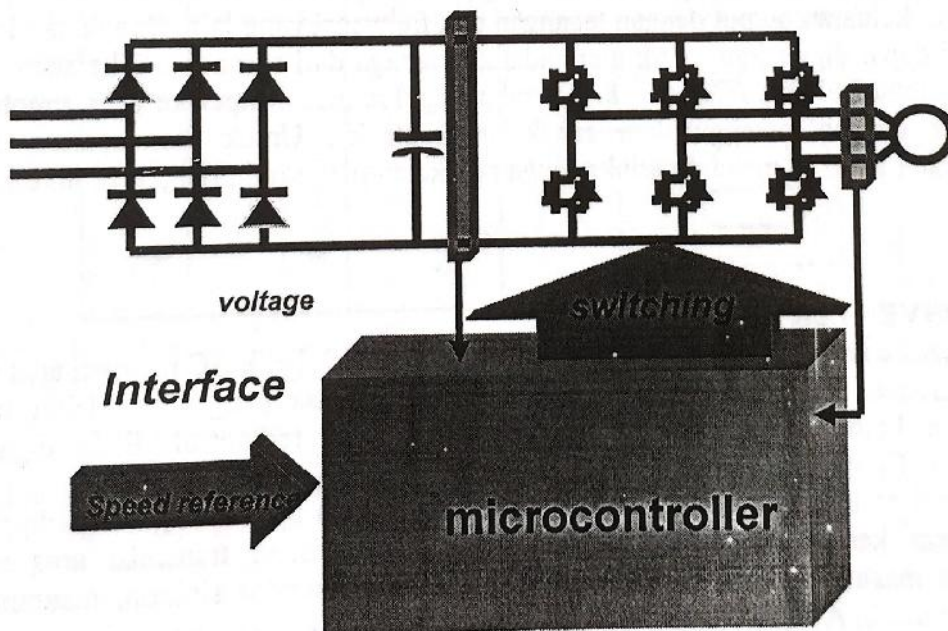 voltage
switching
Interface
Speed reference
microcontroller